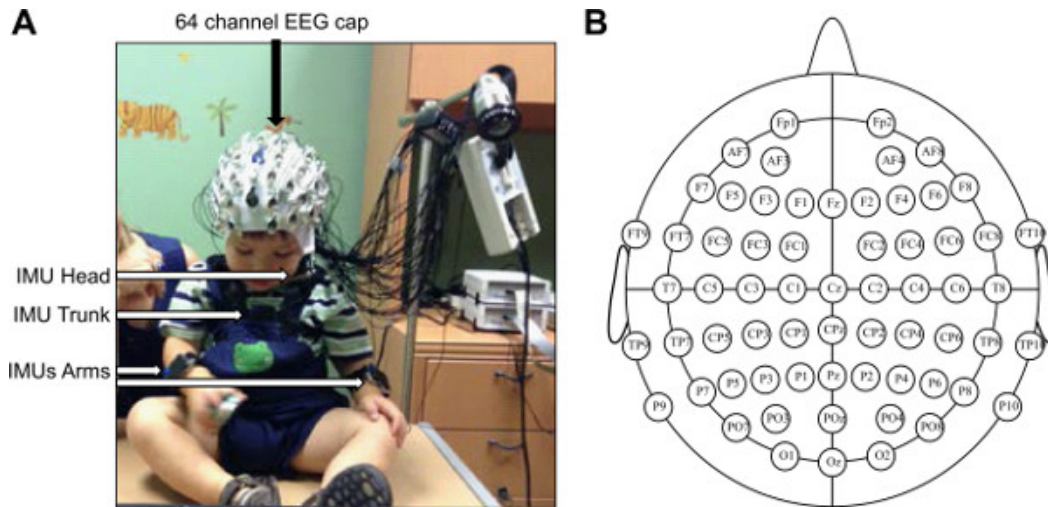 A
64 channel EEG cap
IMU Head
IMU Trunk
IMUs Arms
B
Fp1 Fp2
AF7 AF3 AF4 AF8
F7 F5 F3 F1 Fz F2 F4 F6 F8
FT9 FT7 FC5 FC3 FC1 FC2 FC4 FC6 FC8 FT10
T7 C5 C3 C1 Cz C2 C4 C6 T8
TP9 TP7 CP5 CP3 CP1 CPz CP2 CP4 CP6 TP8 TP10
P9 P7 P5 P3 P1 Pz P2 P4 P6 P8 P10
PO7 PO3 POz PO4 PO8
O1 Oz O2